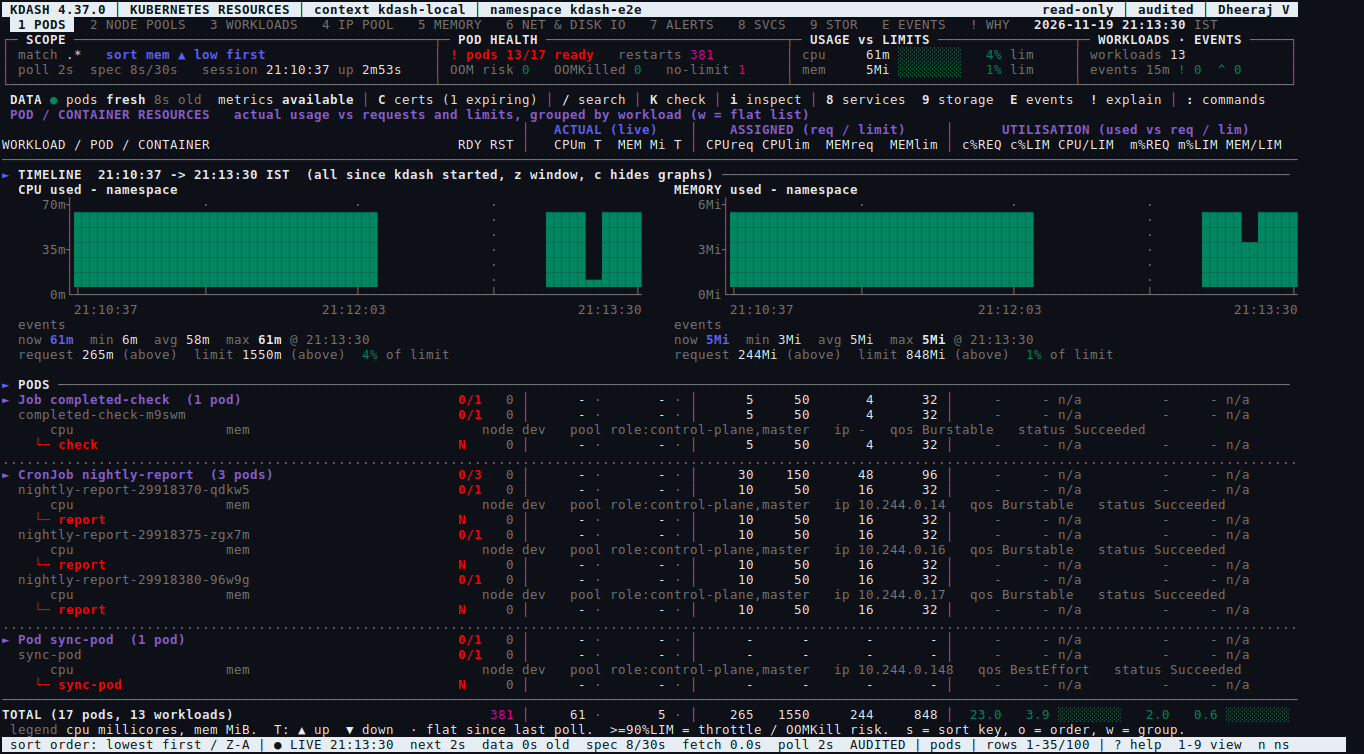 KDASH 4.37.0 │ KUBERNETES RESOURCES │ context kdash-local │ namespace kdash-e2e read-only │ audited │ Dheeraj V
1 PODS 2 NODE POOLS 3 WORKLOADS 4 IP POOL 5 MEMORY 6 NET & DISK IO 7 ALERTS 8 SVCS 9 STOR E EVENTS ! WHY 2026-11-19 21:13:30 IST
SCOPE POD HEALTH USAGE vs LIMITS WORKLOADS · EVENTS
match .* sort mem ▲ low first ! pods 13/17 ready restarts 381 cpu 61m 4% lim workloads 13
poll 2s spec 8s/30s session 21:10:37 up 2m53s OOM risk 0 OOMKilled 0 no-limit 1 mem 5Mi 1% lim events 15m ! 0 ^ 0
DATA ● pods fresh 8s old metrics available │ C certs (1 expiring) │ / search │ K check │ i inspect │ 8 services 9 storage E events ! explain │ : commands
POD / CONTAINER RESOURCES actual usage vs requests and limits, grouped by workload (w = flat list)
ACTUAL (live) │ ASSIGNED (req / limit) │ UTILISATION (used vs req / lim)
WORKLOAD / POD / CONTAINER RDY RST │ CPUm T MEM Mi T │ CPUreq CPUlim MEMreq MEMlim │ c%REQ c%LIM CPU/LIM m%REQ m%LIM MEM/LIM
► TIMELINE 21:10:37 -> 21:13:30 IST (all since kdash started, z window, c hides graphs)
CPU used - namespace MEMORY used - namespace
70m 6Mi
35m 3Mi
0m 0Mi
21:10:37 21:12:03 21:13:30 21:10:37 21:12:03 21:13:30
events events
now 61m min 6m avg 58m max 61m @ 21:13:30 now 5Mi min 3Mi avg 5Mi max 5Mi @ 21:13:30
request 265m (above) limit 1550m (above) 4% of limit request 244Mi (above) limit 848Mi (above) 1% of limit
► PODS
► Job completed-check (1 pod) 0/1 0 │ - · - · │ 5 50 4 32 │ - - n/a - - n/a
completed-check-m9swm 0/1 0 │ - · - · │ 5 50 4 32 │ - - n/a - - n/a
cpu mem node dev pool role:control-plane,master ip - qos Burstable status Succeeded
└─ check N 0 │ - · - · │ 5 50 4 32 │ - - n/a - - n/a
► CronJob nightly-report (3 pods) 0/3 0 │ - · - · │ 30 150 48 96 │ - - n/a - - n/a
nightly-report-29918370-qdkw5 0/1 0 │ - · - · │ 10 50 16 32 │ - - n/a - - n/a
cpu mem node dev pool role:control-plane,master ip 10.244.0.14 qos Burstable status Succeeded
└─ report N 0 │ - · - · │ 10 50 16 32 │ - - n/a - - n/a
nightly-report-29918375-zgx7m 0/1 0 │ - · - · │ 10 50 16 32 │ - - n/a - - n/a
cpu mem node dev pool role:control-plane,master ip 10.244.0.16 qos Burstable status Succeeded
└─ report N 0 │ - · - · │ 10 50 16 32 │ - - n/a - - n/a
nightly-report-29918380-96w9g 0/1 0 │ - · - · │ 10 50 16 32 │ - - n/a - - n/a
cpu mem node dev pool role:control-plane,master ip 10.244.0.17 qos Burstable status Succeeded
└─ report N 0 │ - · - · │ 10 50 16 32 │ - - n/a - - n/a
► Pod sync-pod (1 pod) 0/1 0 │ - · - · │ - - - - │ - - n/a - - n/a
sync-pod 0/1 0 │ - · - · │ - - - - │ - - n/a - - n/a
cpu mem node dev pool role:control-plane,master ip 10.244.0.148 qos BestEffort status Succeeded
└─ sync-pod N 0 │ - · - · │ - - - - │ - - n/a - - n/a
TOTAL (17 pods, 13 workloads) 381 │ 61 · 5 · │ 265 1550 244 848 │ 23.0 3.9 2.0 0.6
legend cpu millicores, mem MiB. T: ▲ up ▼ down · flat since last poll. >=90%LIM = throttle / OOMKill risk. s = sort key, o = order, w = group.
sort order: lowest first / Z-A │ ● LIVE 21:13:30 next 2s data 0s old spec 8/30s fetch 0.0s poll 2s AUDITED │ pods │ rows 1-35/100 │ ? help 1-9 view n ns